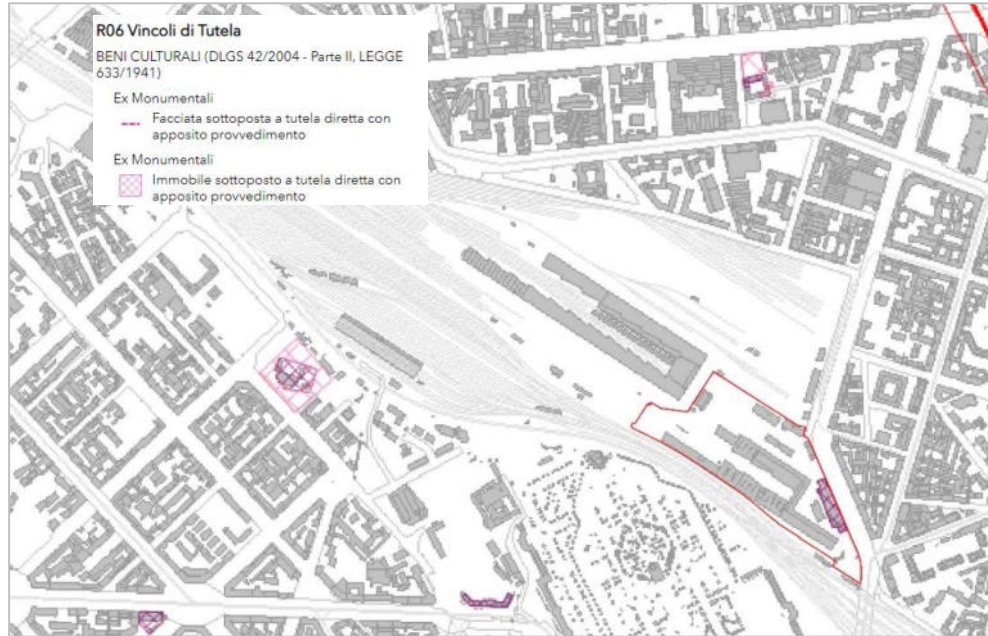 R06 Vincoli di Tutela
BENI CULTURALI (DLGS 42/2004 - Parte II, LEGGE
633/1941)
Ex Monumentali
Facciata sottoposta a tutela diretta con
apposito provvedimento
Ex Monumentali
Immobile sottoposto a tutela diretta con
apposito provvedimento